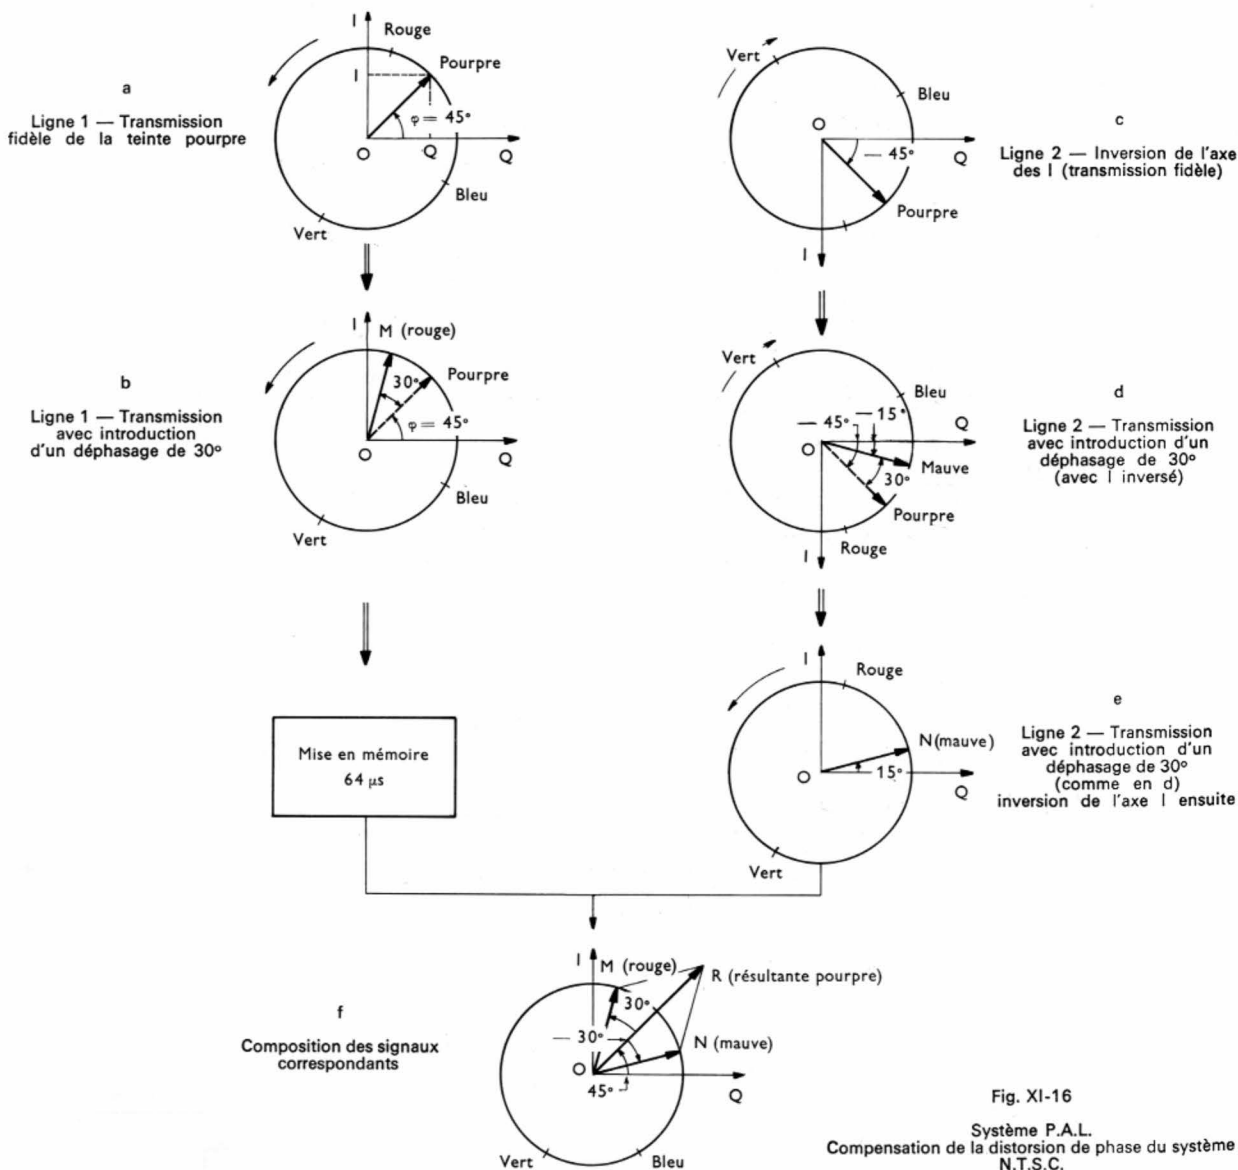 a
Ligne 1 — Transmission
fidèle de la teinte pourpre
I
Rouge
Pourpre
I
φ = 45°
O
Q
Q
Bleu
Vert
Vert
Bleu
O
— 45°
Q
Pourpre
I
c
Ligne 2 — Inversion de l'axe
des I (transmission fidèle)
b
Ligne 1 — Transmission
avec introduction
d'un déphasage de 30°
I
M (rouge)
30°
Pourpre
φ = 45°
O
Q
Bleu
Vert
Vert
Bleu
— 15°
— 45°
Q
O
Mauve
30°
Pourpre
Rouge
I
d
Ligne 2 — Transmission
avec introduction d'un
déphasage de 30°
(avec I inversé)
Mise en mémoire
64 μs
I
Rouge
N (mauve)
15°
O
Q
Vert
e
Ligne 2 — Transmission
avec introduction d'un
déphasage de 30°
(comme en d)
inversion de l'axe I ensuite
f
Composition des signaux
correspondants
I
M (rouge)
R (résultante pourpre)
30°
— 30°
N (mauve)
O
45°
Q
Vert
Bleu
Fig. XI-16
Système P.A.L.
Compensation de la distorsion de phase du système
N.T.S.C.